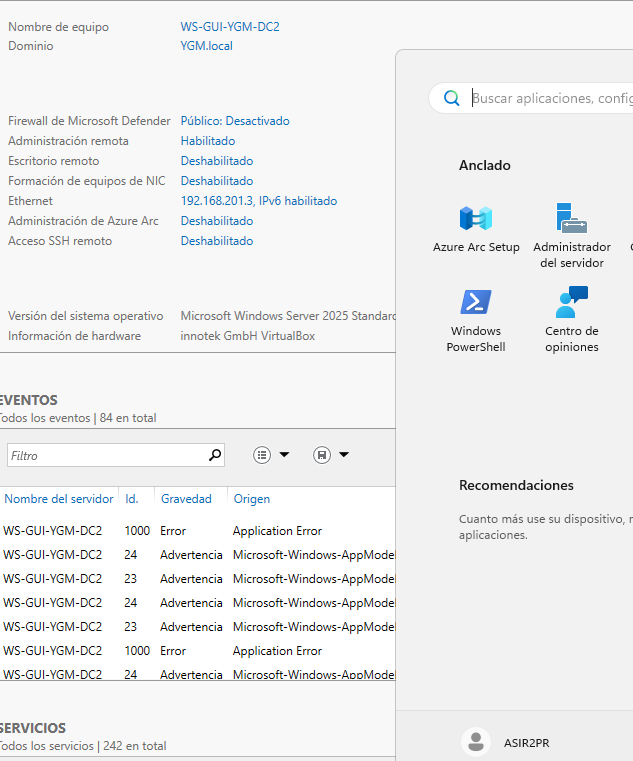 Nombre de equipo WS-GUI-YGM-DC2
Dominio YGM.local
Firewall de Microsoft Defender Público: Desactivado
Administración remota Habilitado
Escritorio remoto Deshabilitado
Formación de equipos de NIC Deshabilitado
Ethernet 192.168.201.3, IPv6 habilitado
Administración de Azure Arc Deshabilitado
Acceso SSH remoto Deshabilitado
Versión del sistema operativo Microsoft Windows Server 2025 Standard
Información de hardware innotek GmbH VirtualBox
EVENTOS
Todos los eventos | 84 en total
Filtro
Nombre del servidor Id. Gravedad Origen
WS-GUI-YGM-DC2 1000 Error Application Error
WS-GUI-YGM-DC2 24 Advertencia Microsoft-Windows-AppModel
WS-GUI-YGM-DC2 23 Advertencia Microsoft-Windows-AppModel
WS-GUI-YGM-DC2 24 Advertencia Microsoft-Windows-AppModel
WS-GUI-YGM-DC2 23 Advertencia Microsoft-Windows-AppModel
WS-GUI-YGM-DC2 1000 Error Application Error
WS-GUI-YGM-DC2 24 Advertencia Microsoft-Windows-AppModel
SERVICIOS
Todos los servicios | 242 en total
Buscar aplicaciones, config
Anclado
Azure Arc Setup
Administrador
del servidor
Windows
PowerShell
Centro de
opiniones
Recomendaciones
Cuanto más use su dispositivo,
aplicaciones.
ASIR2PR